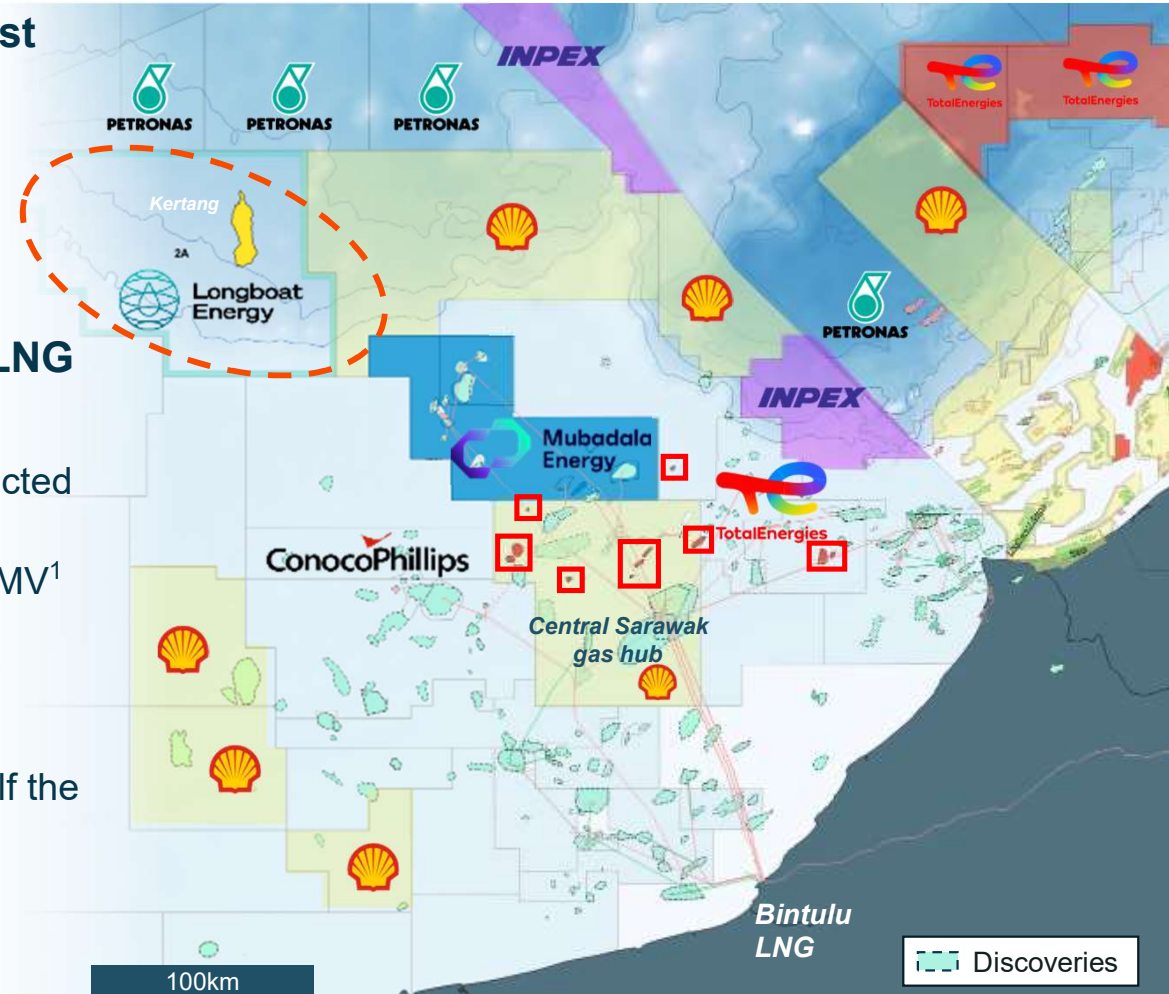 st
INPEX
TotalEnergies
TotalEnergies
PETRONAS
PETRONAS
PETRONAS
Kertang
2A
Longboat
Energy
PETRONAS
LNG
INPEX
Mubadala
Energy
cted
TotalEnergies
ConocoPhillips
MV1
Central Sarawak
gas hub
lf the
Bintulu
LNG
Discoveries
100km